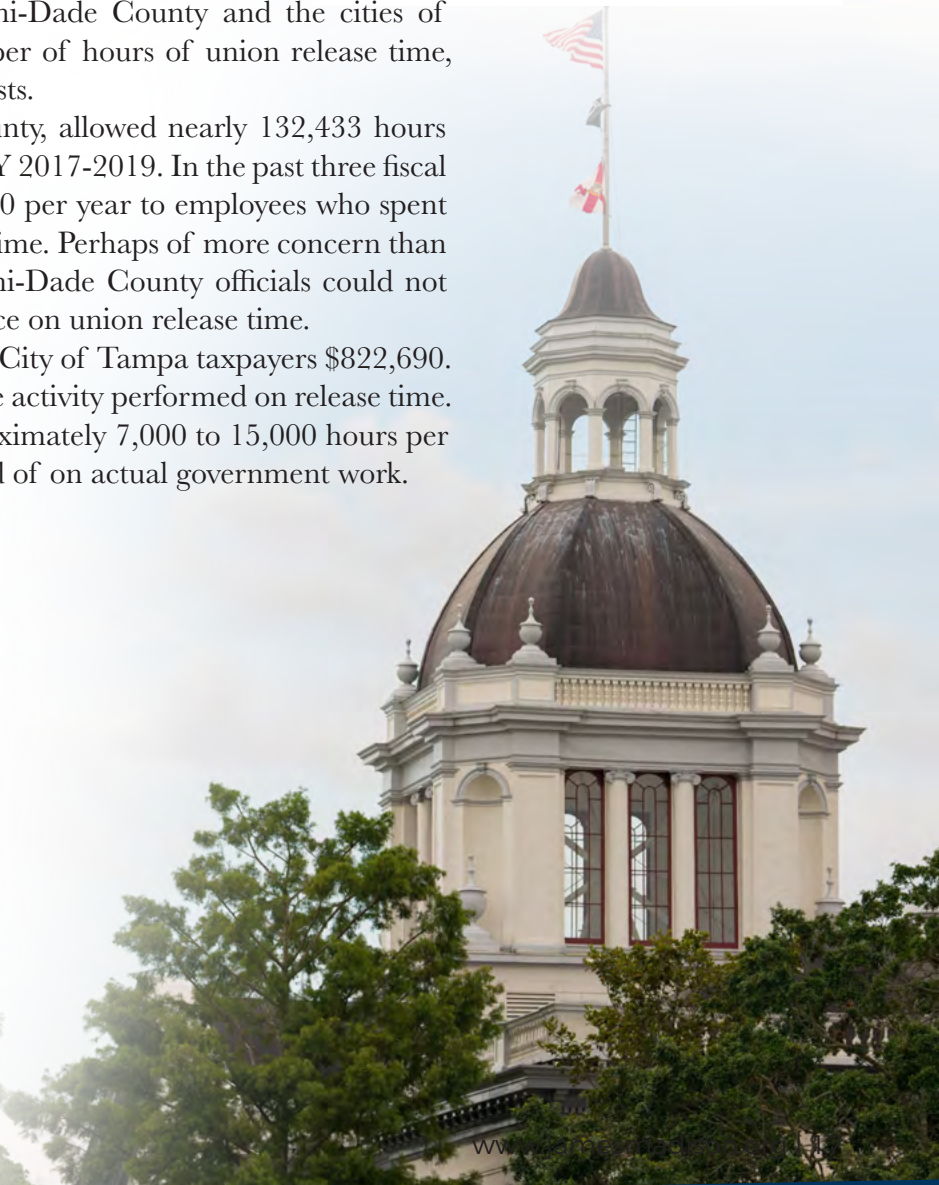 ni-Dade County and the cities of
er of hours of union release time,
sts.
unty, allowed nearly 132,433 hours
Y 2017-2019. In the past three fiscal
0 per year to employees who spent
ime. Perhaps of more concern than
ni-Dade County officials could not
ce on union release time.
City of Tampa taxpayers $822,690.
e activity performed on release time.
ximately 7,000 to 15,000 hours per
d of on actual government work.